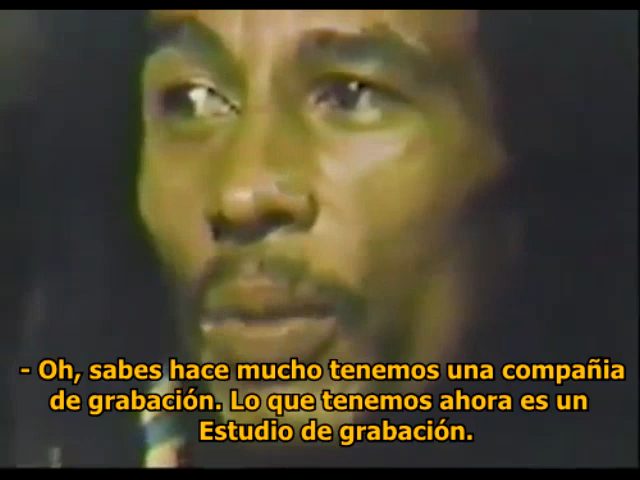 - Oh, sabes hace mucho tenemos una compañia
de grabación. Lo que tenemos ahora es un
Estudio de grabación.